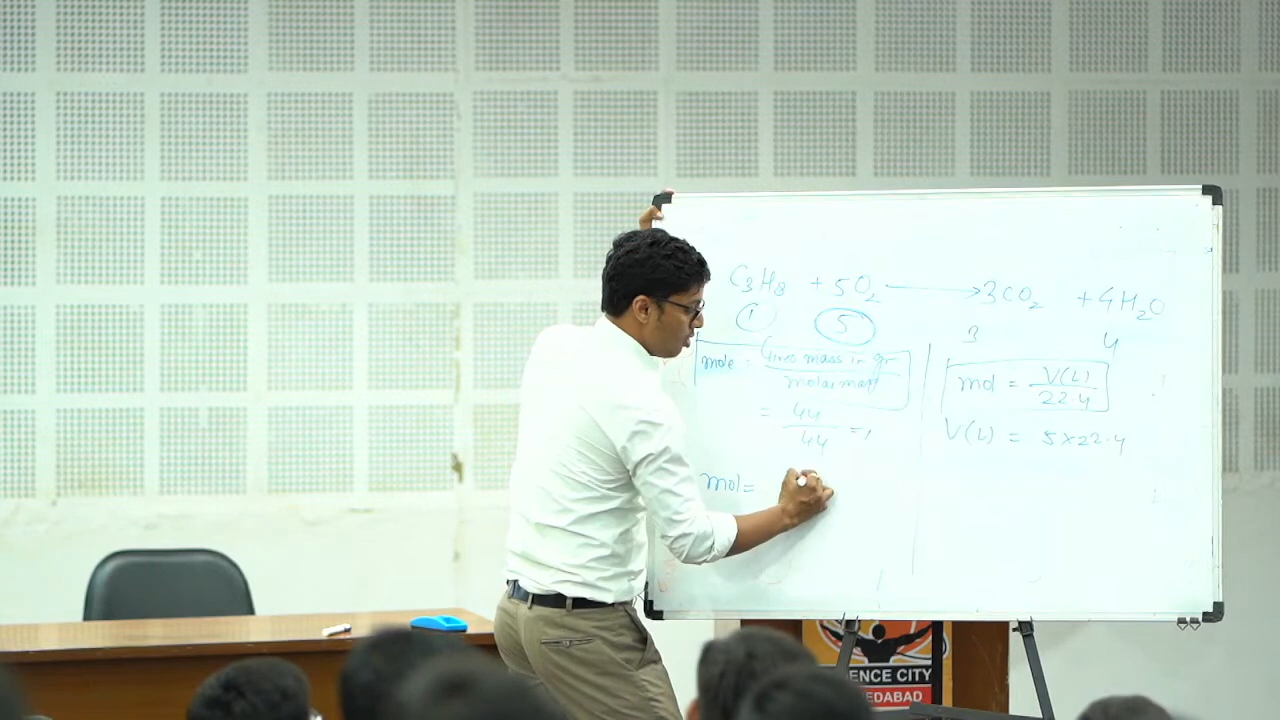 C3H8 + 5O2 ⟶ 3CO2 + 4H2O
1 5 3 4
mole = Given mass in gr / molar mass
= 44 / 44 = 1
mol =
mol = V(L) / 22.4
V(L) = 5×22.4
ENCE CITY
EDABAD